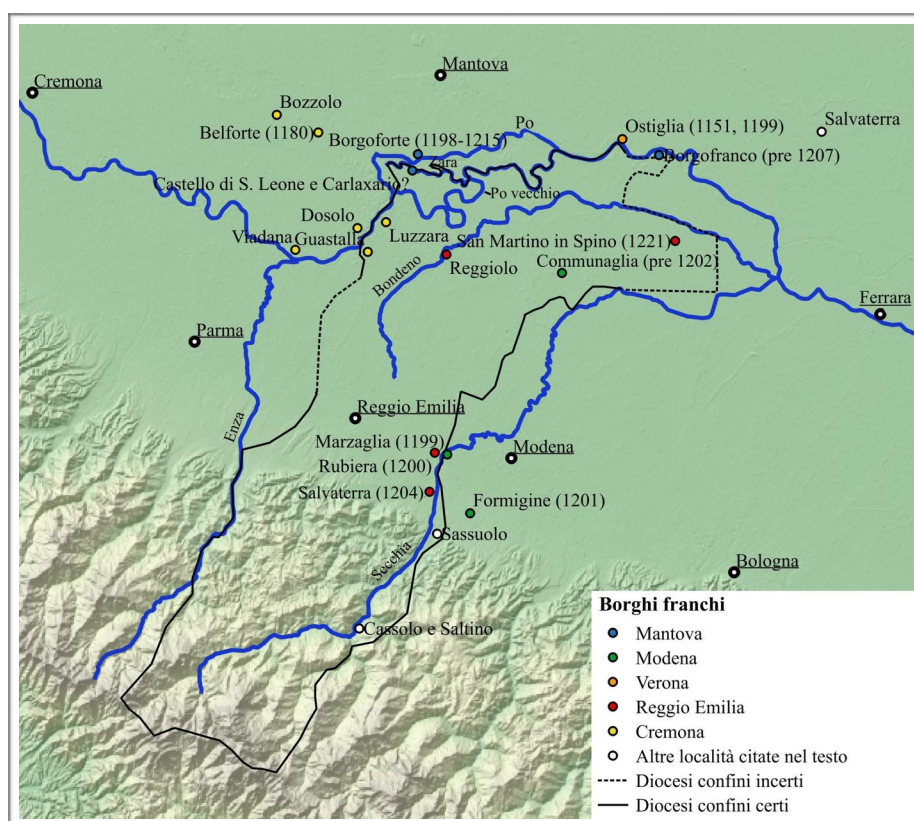 Cremona
Mantova
Bozzolo
Belforte (1180)
Po
Ostiglia (1151, 1199)
Salvaterra
Borgoforte (1198-1215)
Zara
Borgofranco (pre 1207)
Castello di S. Leone e Carlaxario?
Po vecchio
Dosolo
Luzzara
Viadana
Guastalla
San Martino in Spino (1221)
Bondeno
Reggiolo
Communaglia (pre 1202)
Ferrara
Parma
Enza
Reggio Emilia
Marzaglia (1199)
Modena
Rubiera (1200)
Salvaterra (1204)
Formigine (1201)
Sassuolo
Secchia
Bologna
Cassolo e Saltino
Borghi franchi
Mantova
Modena
Verona
Reggio Emilia
Cremona
Altre località citate nel testo
Diocesi confini incerti
Diocesi confini certi